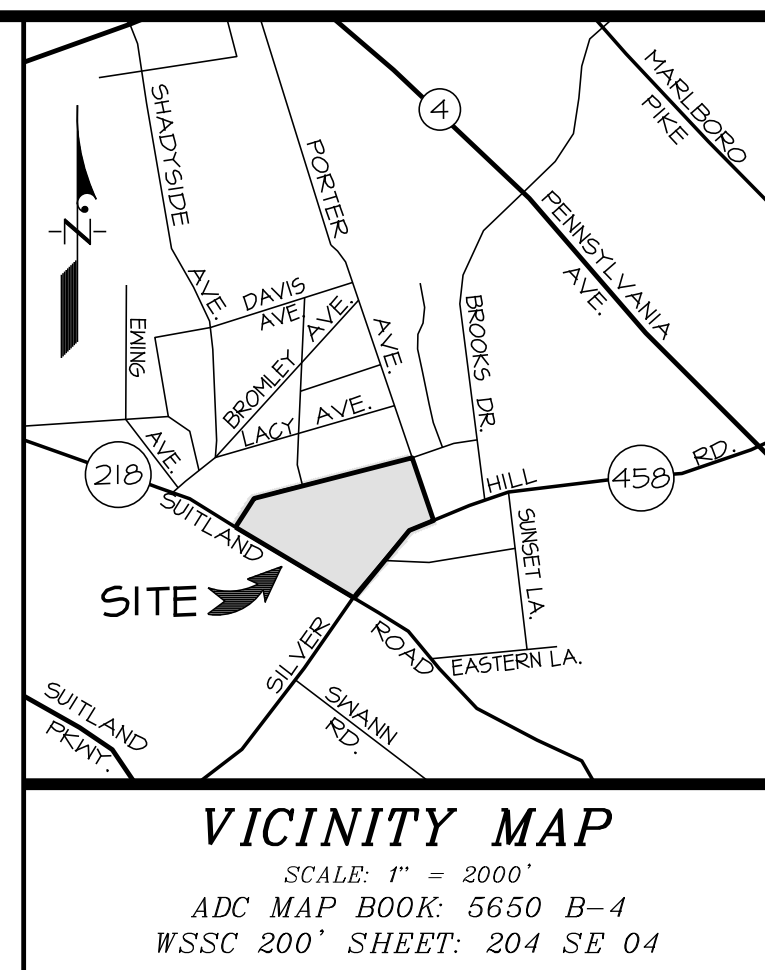 MARLBORO
PIKE
4
SHADYSIDE
AVE.
PORTER
AVE.
N
PENNSYLVANIA
AVE.
DAVIS
AVE.
BROMLEY AVE.
EWING
AVE.
BROOKS DR.
LACY AVE.
218
SUITLAND
ROAD
SILVER
HILL
458
RD.
SUNSET LA.
SITE
EASTERN LA.
SWANN
RD.
SUITLAND
PKWY.
VICINITY MAP
SCALE: 1" = 2000'
ADC MAP BOOK: 5650 B-4
WSSC 200' SHEET: 204 SE 04